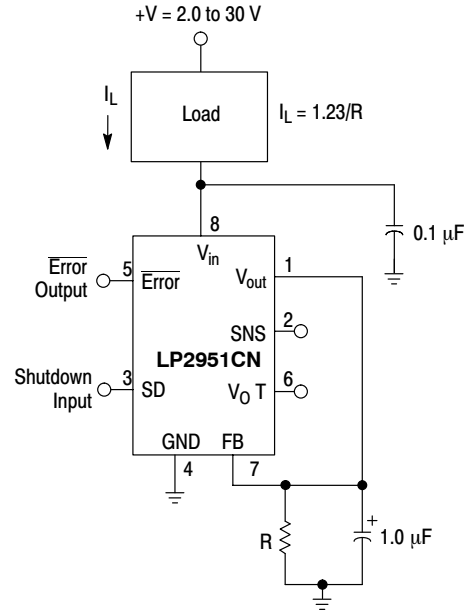 +V = 2.0 to 30 V
I_L
Load
I_L = 1.23/R
8
0.1 μF
V_in
Error
Output
5
Error
V_out
1
SNS
2
LP2951CN
Shutdown
Input
3
SD
V_O T
6
GND
FB
4
7
R
+
1.0 μF